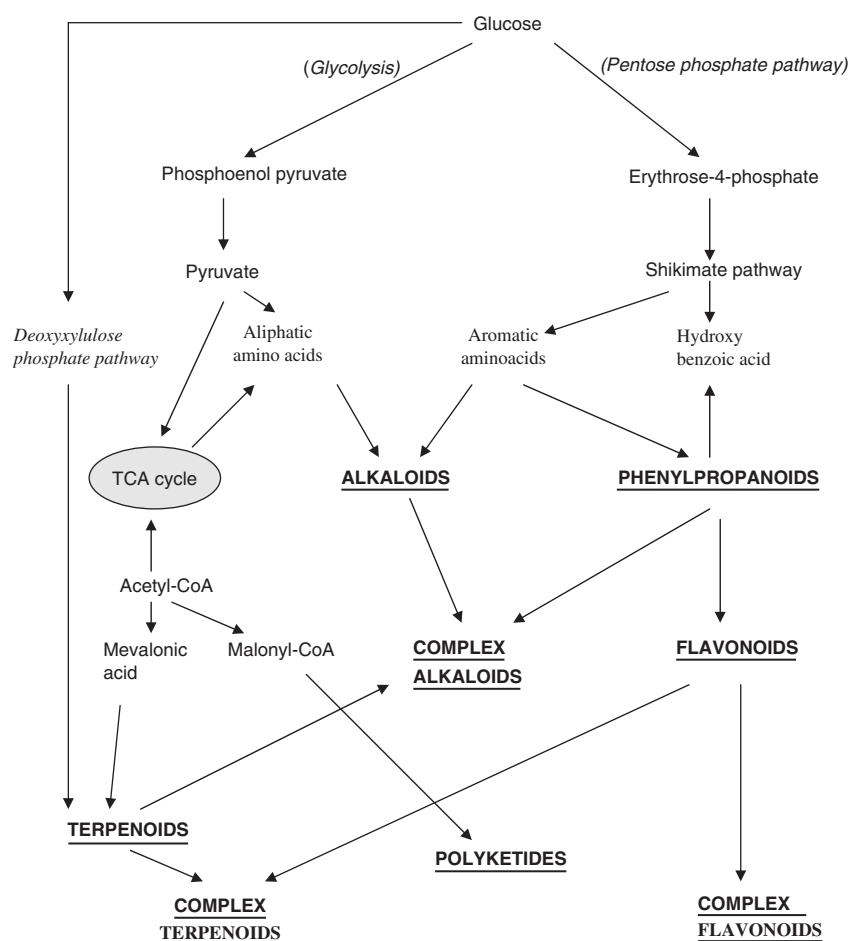 Glucose
(Glycolysis)
(Pentose phosphate pathway)
Phosphoenol pyruvate
Erythrose-4-phosphate
Pyruvate
Shikimate pathway
Deoxyxylulose
phosphate pathway
Aliphatic
amino acids
Aromatic
aminoacids
Hydroxy
benzoic acid
TCA cycle
ALKALOIDS
PHENYLPROPANOIDS
Acetyl-CoA
Mevalonic
acid
Malonyl-CoA
COMPLEX
ALKALOIDS
FLAVONOIDS
TERPENOIDS
POLYKETIDES
COMPLEX
TERPENOIDS
COMPLEX
FLAVONOIDS